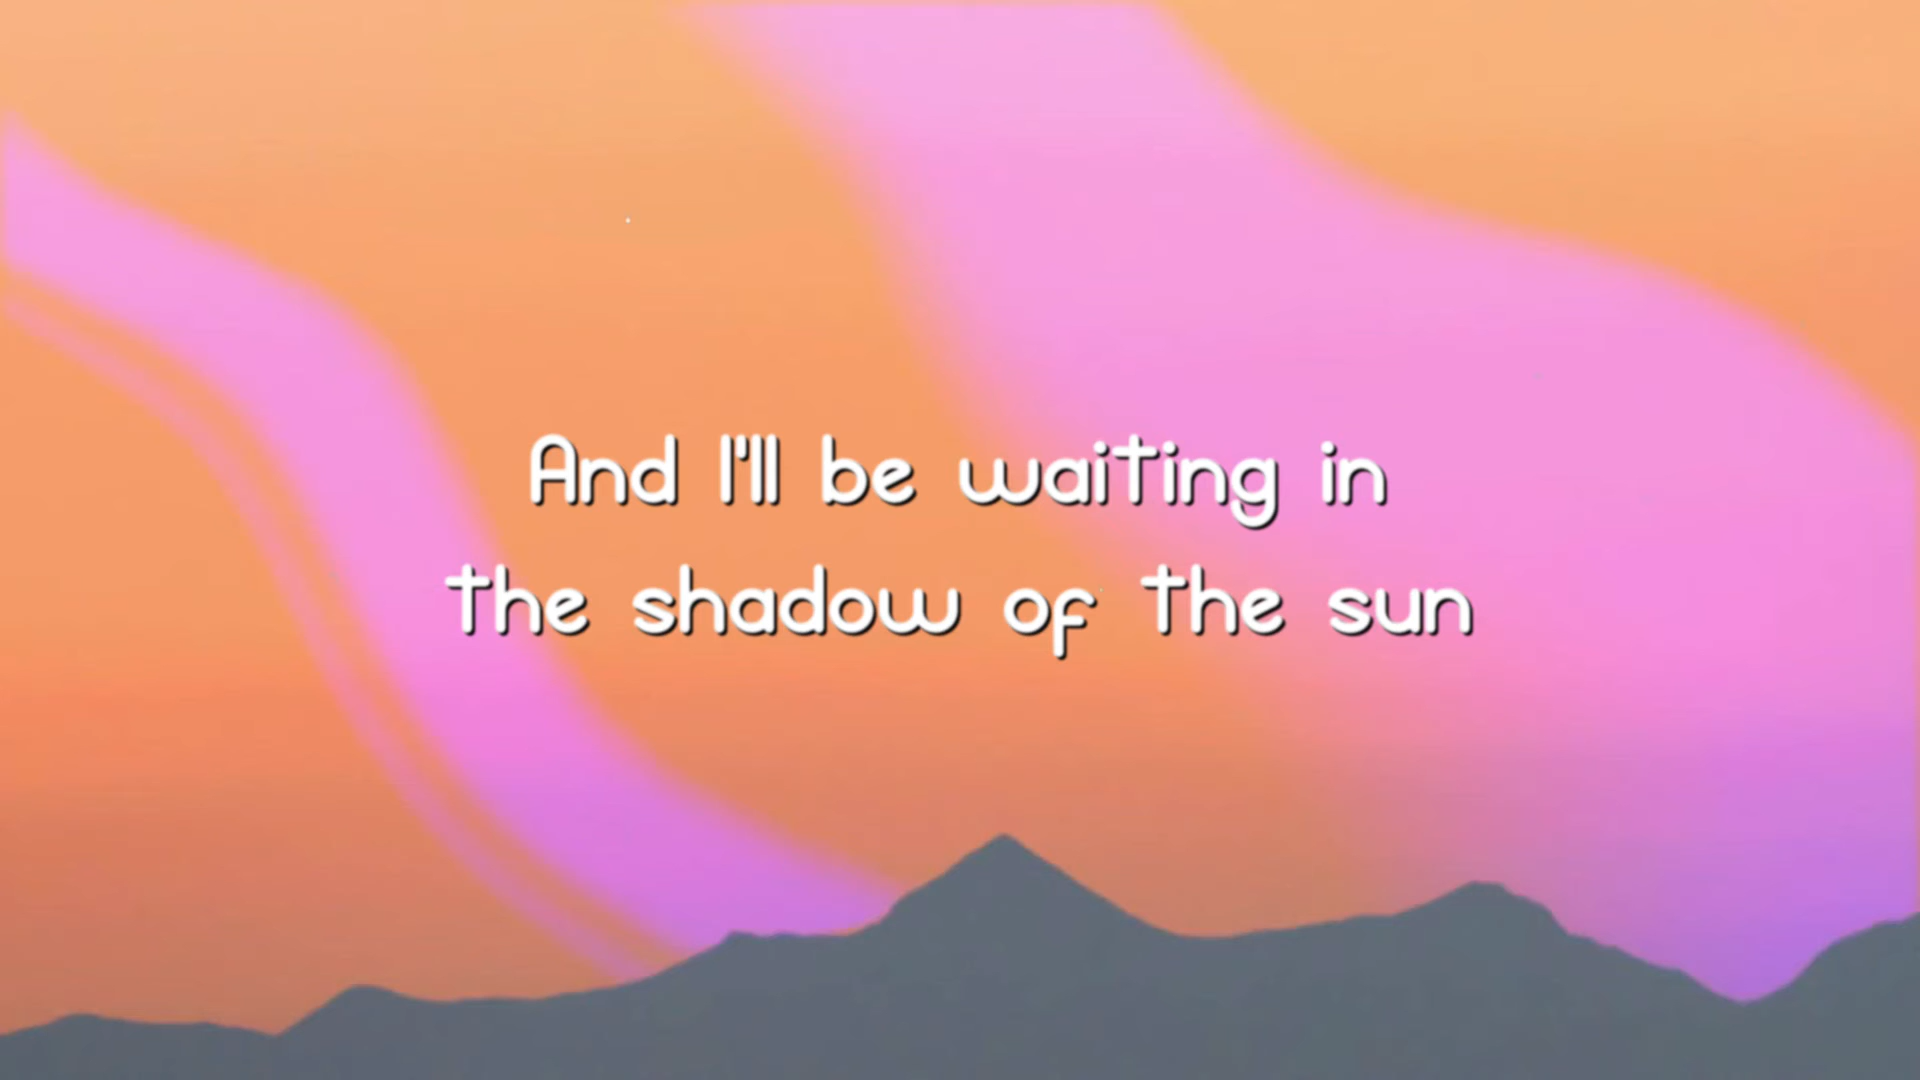 And I'll be waiting in
the shadow of the sun